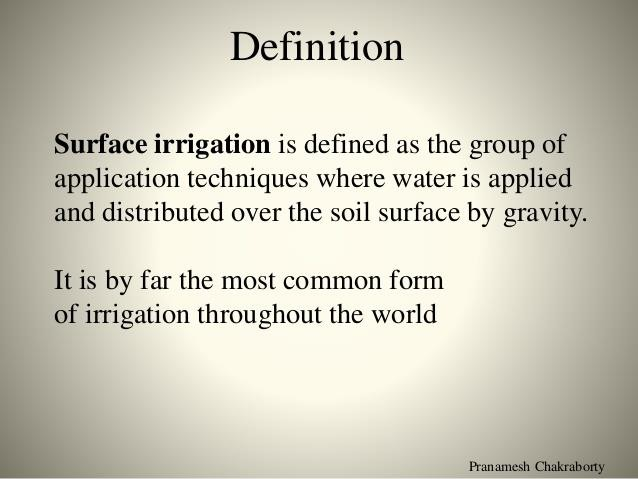 Definition
Surface irrigation is defined as the group of
application techniques where water is applied
and distributed over the soil surface by gravity.
It is by far the most common form
of irrigation throughout the world
Pranamesh Chakraborty